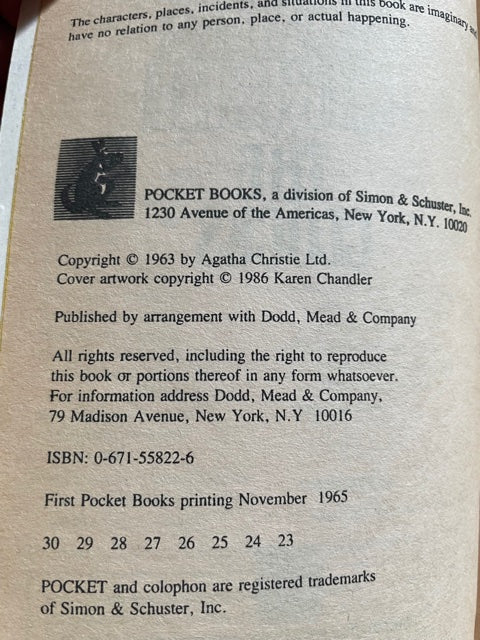 The characters, places, incidents, and situations in this book are imaginary and
have no relation to any person, place, or actual happening.
POCKET BOOKS, a division of Simon & Schuster, Inc.
1230 Avenue of the Americas, New York, N.Y. 10020
Copyright © 1963 by Agatha Christie Ltd.
Cover artwork copyright © 1986 Karen Chandler
Published by arrangement with Dodd, Mead & Company
All rights reserved, including the right to reproduce
this book or portions thereof in any form whatsoever.
For information address Dodd, Mead & Company,
79 Madison Avenue, New York, N.Y 10016
ISBN: 0-671-55822-6
First Pocket Books printing November 1965
30 29 28 27 26 25 24 23
POCKET and colophon are registered trademarks
of Simon & Schuster, Inc.